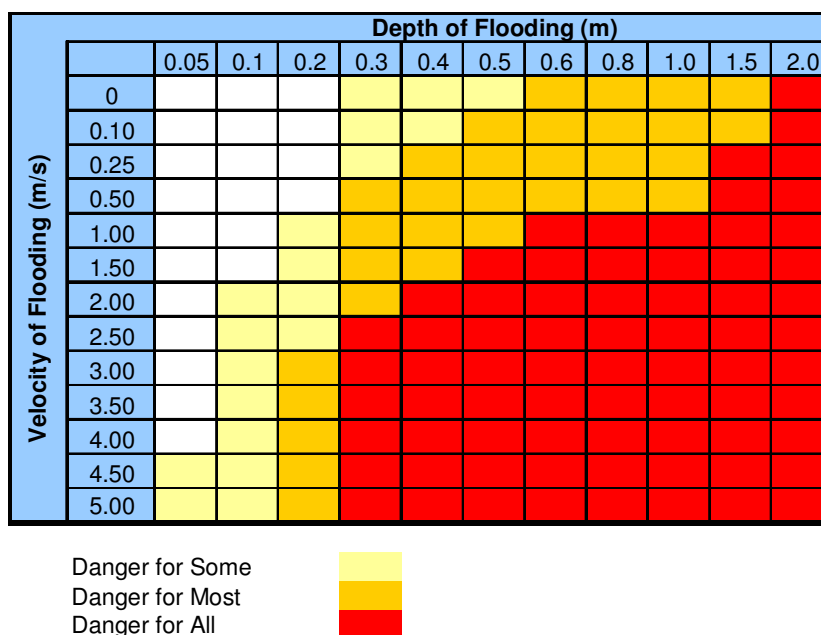 Depth of Flooding (m)
0.05 0.1 0.2 0.3 0.4 0.5 0.6 0.8 1.0 1.5 2.0
Velocity of Flooding (m/s)
0
0.10
0.25
0.50
1.00
1.50
2.00
2.50
3.00
3.50
4.00
4.50
5.00
Danger for Some
Danger for Most
Danger for All